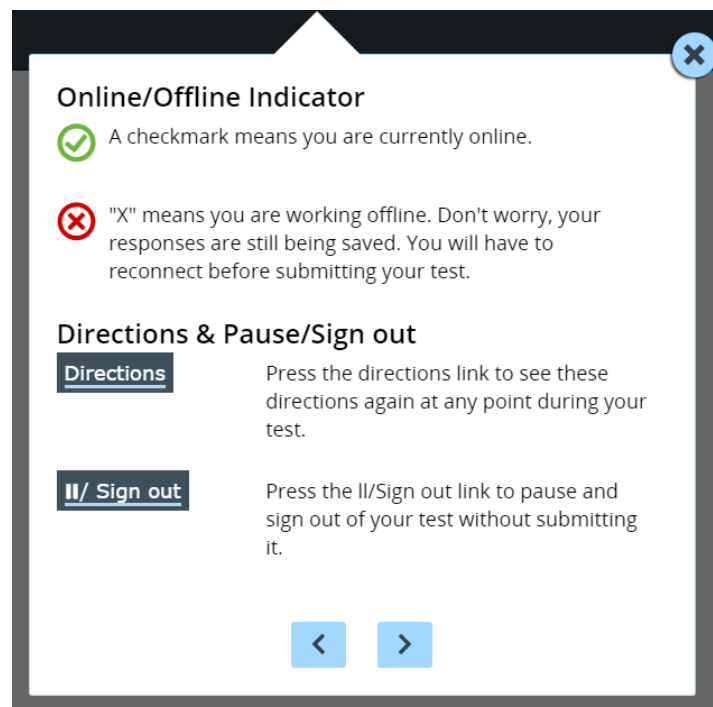 Online/Offline Indicator
A checkmark means you are currently online.
"X" means you are working offline. Don't worry, your
responses are still being saved. You will have to
reconnect before submitting your test.
Directions & Pause/Sign out
Directions
Press the directions link to see these
directions again at any point during your
test.
II/ Sign out
Press the ll/Sign out link to pause and
sign out of your test without submitting
it.